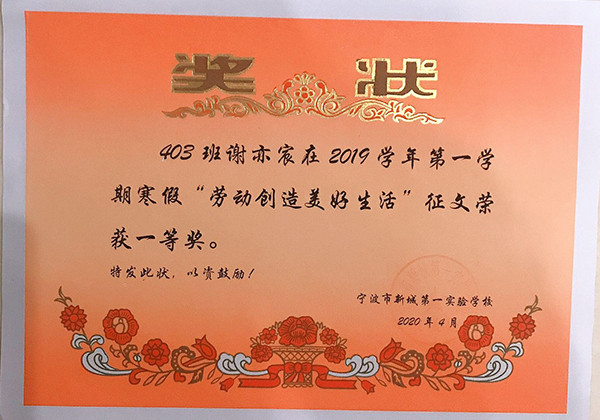 奖 状
403班谢亦宸在2019学年第一学
期寒假“劳动创造美好生活”征文荣
获一等奖。
特发此状，以资鼓励！
宁波市新城第一实验学校
2020年4月